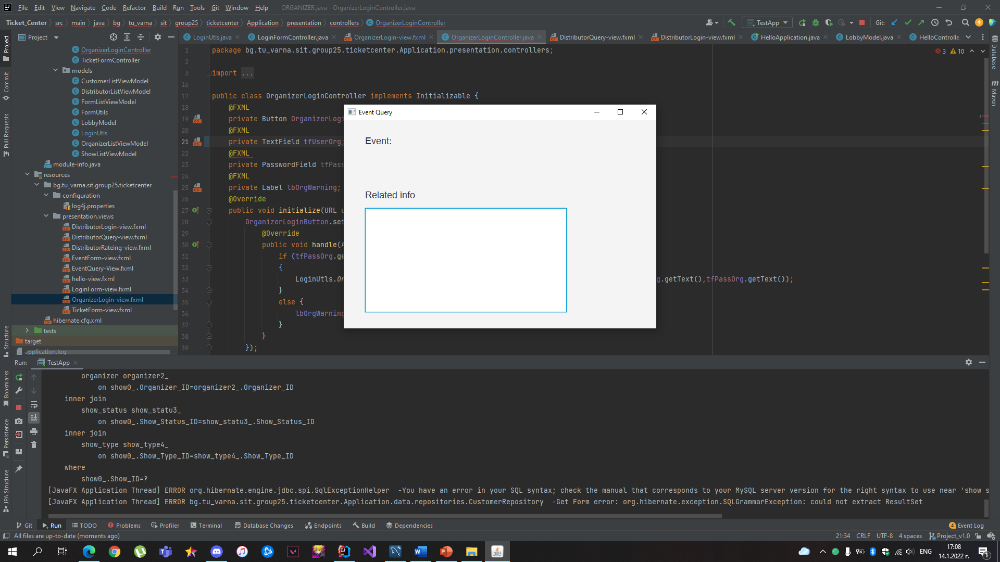 File Edit View Navigate Code Refactor Build Run Tools Git Window Help ORGANIZER.java - OrganizerLoginController.java
Ticket_Center src main java bg tu_varna sit group25 ticketcenter Application presentation controllers OrganizerLoginController TestApp Git:
Project LoginUtls.java LoginFormController.java OrganizerLogin-view.fxml OrganizerLoginController.java DistributorQuery-view.fxml DistributorLogin-view.fxml HelloApplication.java LobbyModel.java HelloControlle
Project
Commit
Pull Requests
Structure
Bookmarks
Persistence
JPA Structure
OrganizerLoginController
TicketFormController
models
CustomerListViewModel
DistributorListViewModel
FormListViewModel
FormUtils
LobbyModel
LoginUtls
OrganizerListViewModel
ShowListViewModel
module-info.java
resources
bg.tu_varna.sit.group25.ticketcenter
configuration
log4j.properties
presentation.views
DistributorLogin-view.fxml
DistributorQuery-view.fxml
DistributorRateing-view.fxml
EventForm-view.fxml
EventQuery-View.fxml
hello-view.fxml
LoginForm-view.fxml
OrganizerLogin-view.fxml
TicketForm-view.fxml
hibernate.cfg.xml
tests
target
application.log
3 10
1 package bg.tu_varna.sit.group25.ticketcenter.Application.presentation.controllers;
2
3 import ...
16
17 public class OrganizerLoginController implements Initializable {
18 @FXML
19 private Button OrganizerLogi
20 @FXML
21 private TextField tfUserOrg;
22 @FXML
23 private PasswordField tfPass
24 @FXML
25 private Label lbOrgWarning;
26 @Override
27 public void initialize(URL u
28 OrganizerLoginButton.set
29 @Override
30 public void handle(A
31 if (tfPassOrg.ge
32 {
33 LoginUtls.Or g.getText(),tfPassOrg.getText());
34 }
35 else {
36 lbOrgWarning
37 }
38 }
39 });
Event Query
Event:
Related info
Database
Maven
Run: TestApp
organizer organizer2_
on show0_.Organizer_ID=organizer2_.Organizer_ID
inner join
show_status show_statu3_
on show0_.Show_Status_ID=show_statu3_.Show_Status_ID
inner join
show_type show_type4_
on show0_.Show_Type_ID=show_type4_.Show_Type_ID
where
show0_.Show_ID=?
[JavaFX Application Thread] ERROR org.hibernate.engine.jdbc.spi.SqlExceptionHelper -You have an error in your SQL syntax; check the manual that corresponds to your MySQL server version for the right syntax to use near 'show s
[JavaFX Application Thread] ERROR bg.tu_varna.sit.group25.ticketcenter.Application.data.repositories.CustomerRepository -Get Form error: org.hibernate.exception.SQLGrammarException: could not extract ResultSet
Git Run TODO Problems Profiler Terminal Database Changes Endpoints Build Dependencies 4 Event Log
All files are up-to-date (moments ago) 21:34 CRLF UTF-8 4 spaces Project_v1.0
ENG 17:08
14.1.2022 г. 1